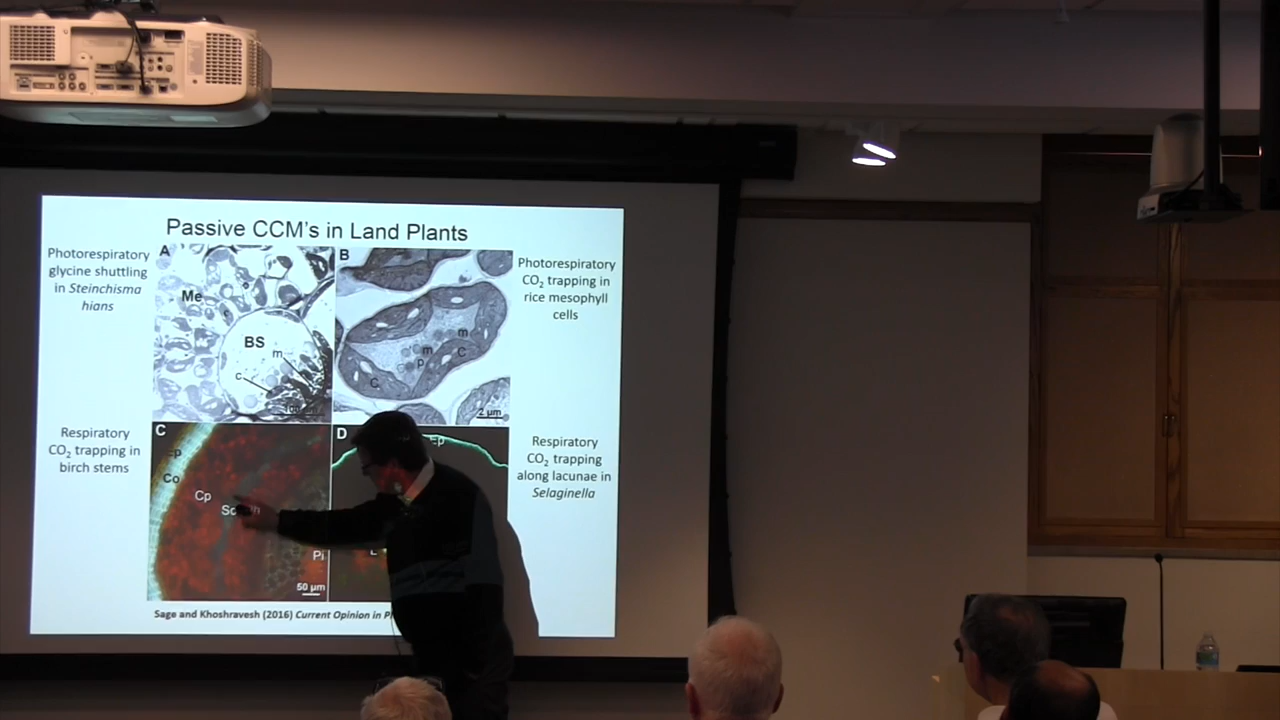 Passive CCM's in Land Plants
Photorespiratory
glycine shuttling
in Steinchisma
hians
A
Me
c
BS
m
c
B
m
m
p
C
C
2 µm
Photorespiratory
CO2 trapping in
rice mesophyll
cells
Respiratory
CO2 trapping in
birch stems
C
Ep
Co
Cp
Pi
50 µm
D
Ep
L
Respiratory
CO2 trapping
along lacunae in
Selaginella
Sage and Khoshravesh (2016) Current Opinion in